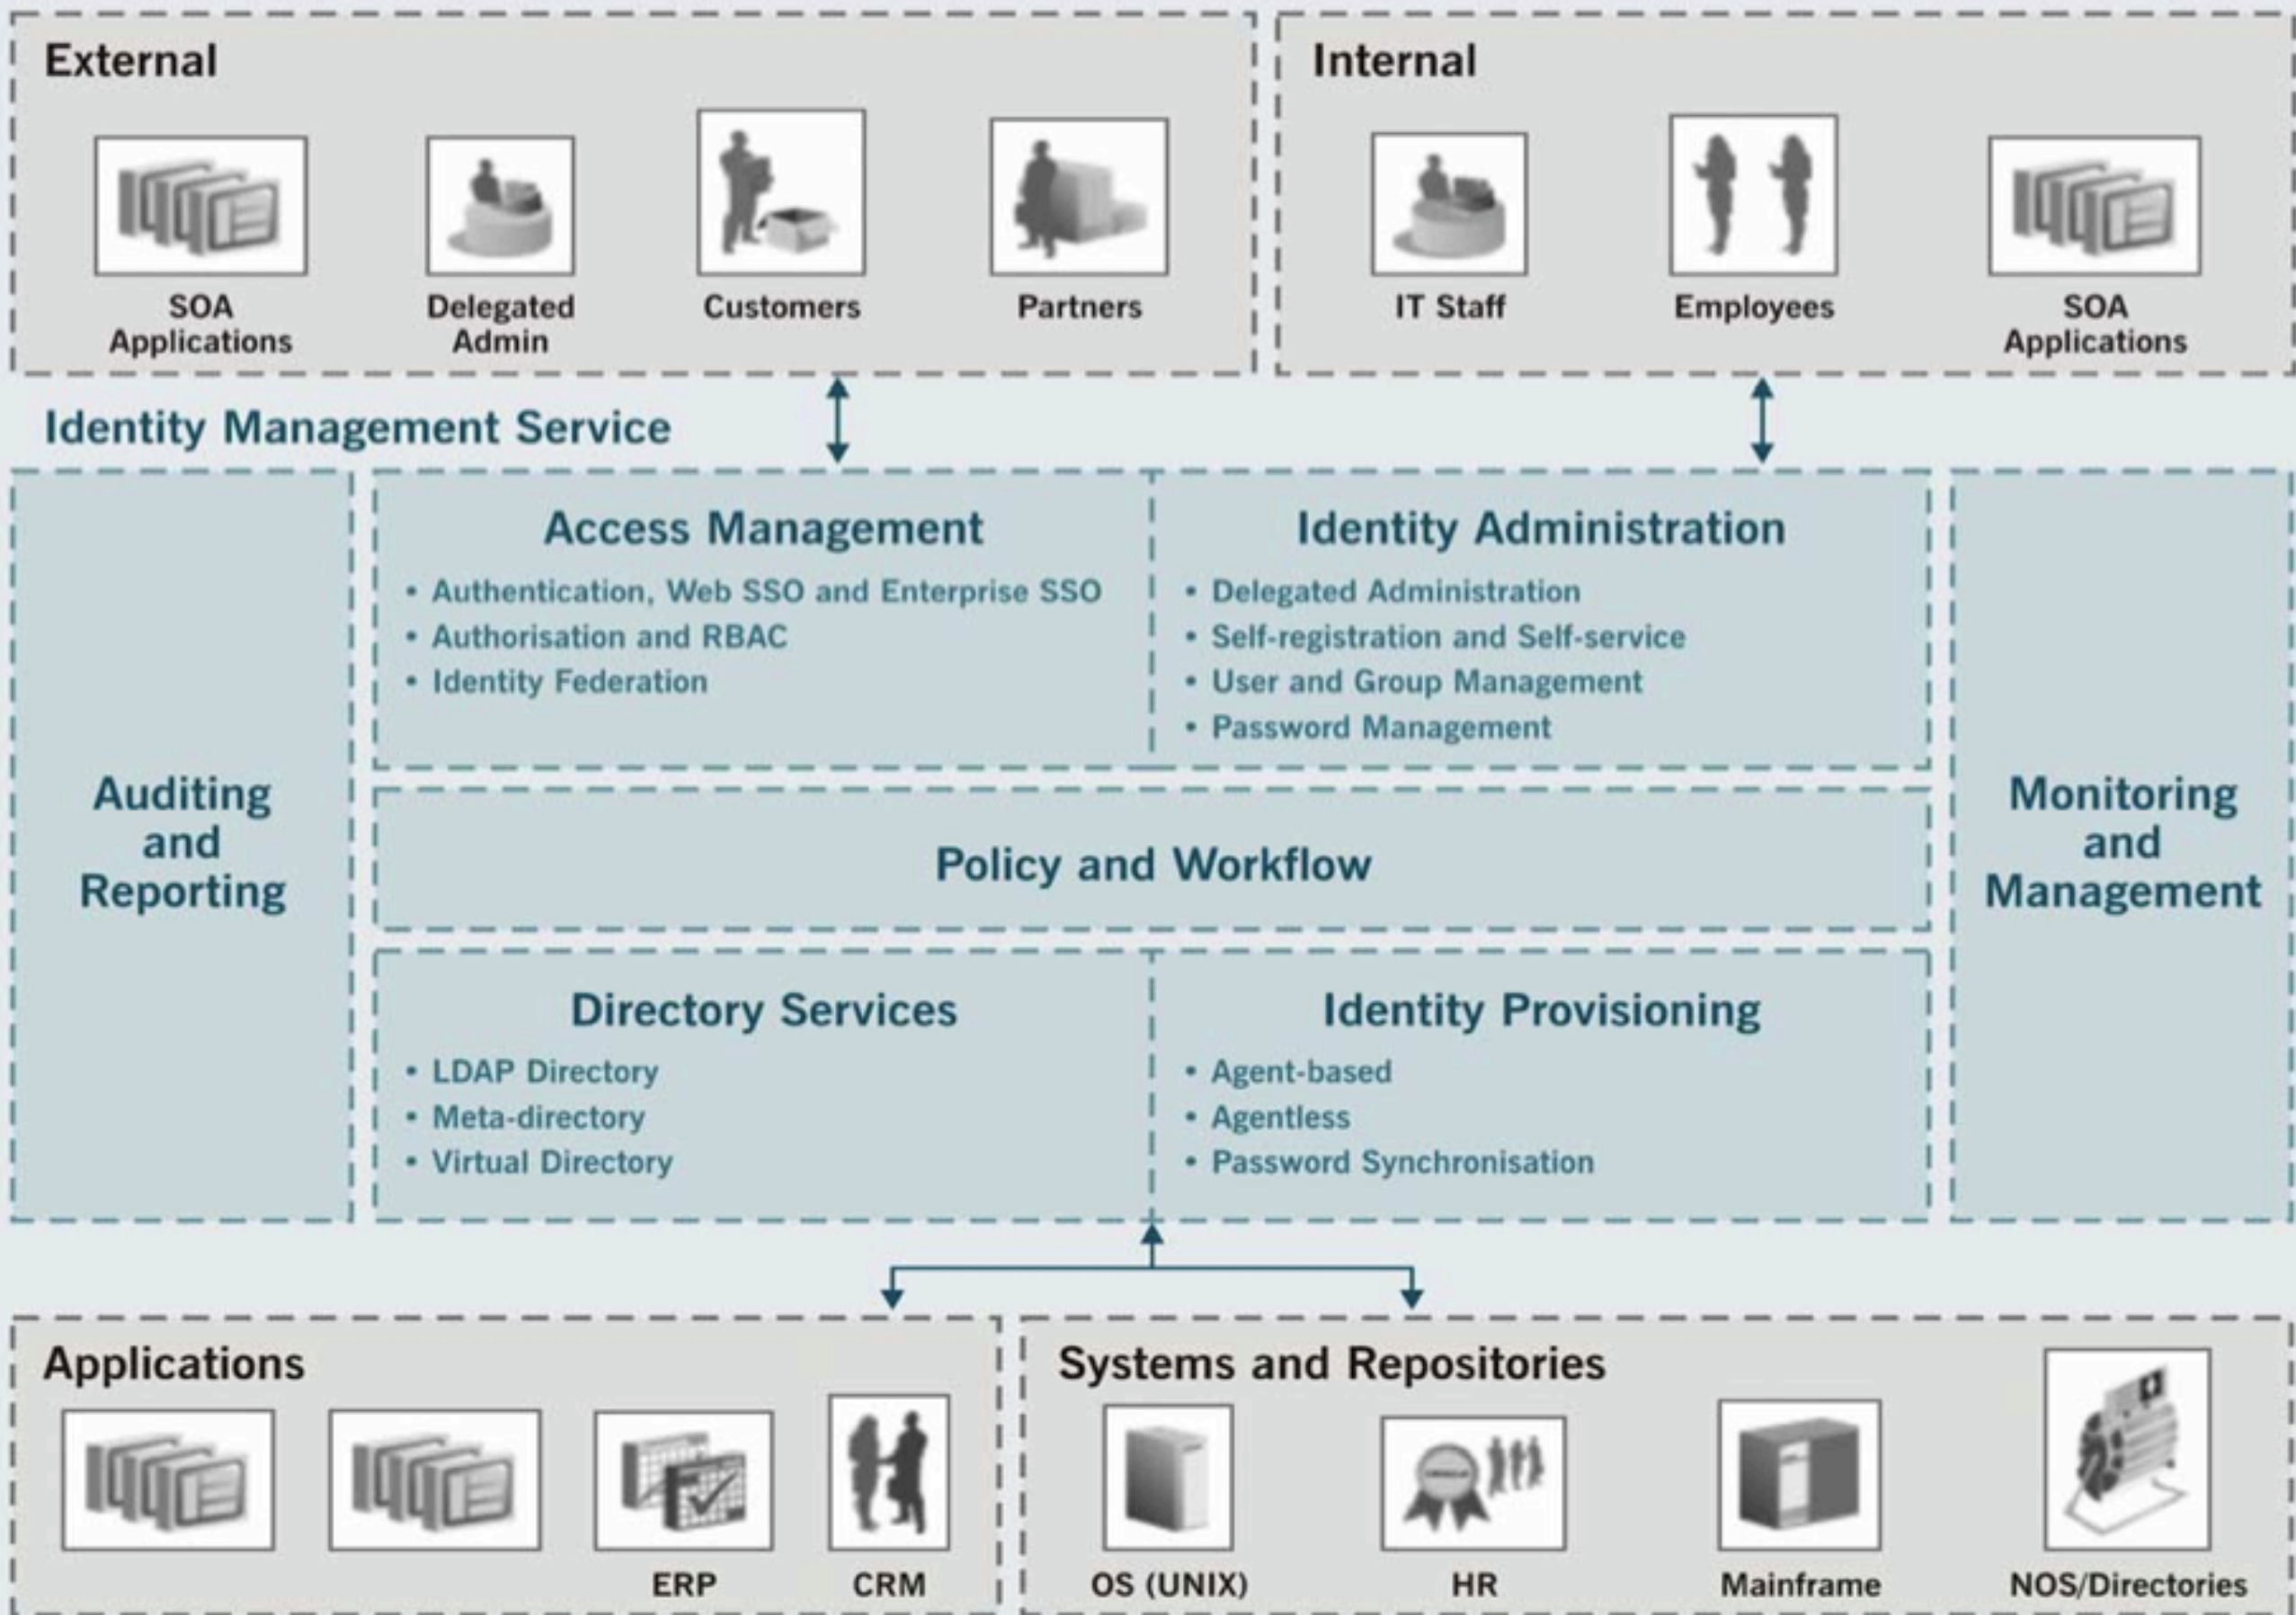 External
SOA
Applications
Delegated
Admin
Customers
Partners
Internal
IT Staff
Employees
SOA
Applications
Identity Management Service
Auditing
and
Reporting
Access Management
• Authentication, Web SSO and Enterprise SSO
• Authorisation and RBAC
• Identity Federation
Identity Administration
• Delegated Administration
• Self-registration and Self-service
• User and Group Management
• Password Management
Policy and Workflow
Directory Services
• LDAP Directory
• Meta-directory
• Virtual Directory
Identity Provisioning
• Agent-based
• Agentless
• Password Synchronisation
Monitoring
and
Management
Applications
ERP
CRM
Systems and Repositories
OS (UNIX)
HR
Mainframe
NOS/Directories